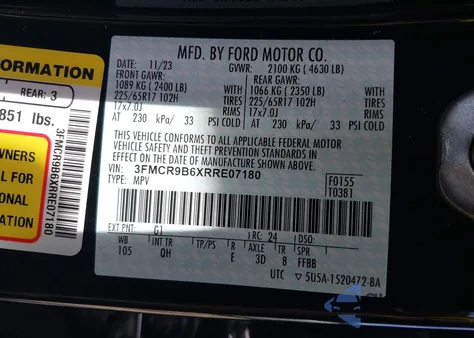 MFD. BY FORD MOTOR CO.
DATE: 11/23 GVWR: 2100 KG (4630 LB)
FRONT GAWR: REAR GAWR:
1089 KG (2400 LB) WITH 1066 KG (2350 LB) WITH
225/65R17 102H TIRES 225/65R17 102H TIRES
17x7.0J RIMS 17x7.0J RIMS
AT 230 kPa/ 33 PSI COLD AT 230 kPa/ 33 PSI COLD
THIS VEHICLE CONFORMS TO ALL APPLICABLE FEDERAL MOTOR
VEHICLE SAFETY AND THEFT PREVENTION STANDARDS IN
EFFECT ON THE DATE OF MANUFACTURE SHOWN ABOVE.
VIN: 3FMCR9B6XRRE07180 F0155
TYPE: MPV T0381
EXT PNT: G1 RC: 24 DSO:
WB INT TR TP/PS R AXLE TR SPR
105 QH E 3D 8 FFBB
UTC 5U5A-1520472-BA
FORMATION
REAR: 3
851 lbs.
WNERS
LL FOR
IONAL
ATION
3FMCR9B6XRRE07180